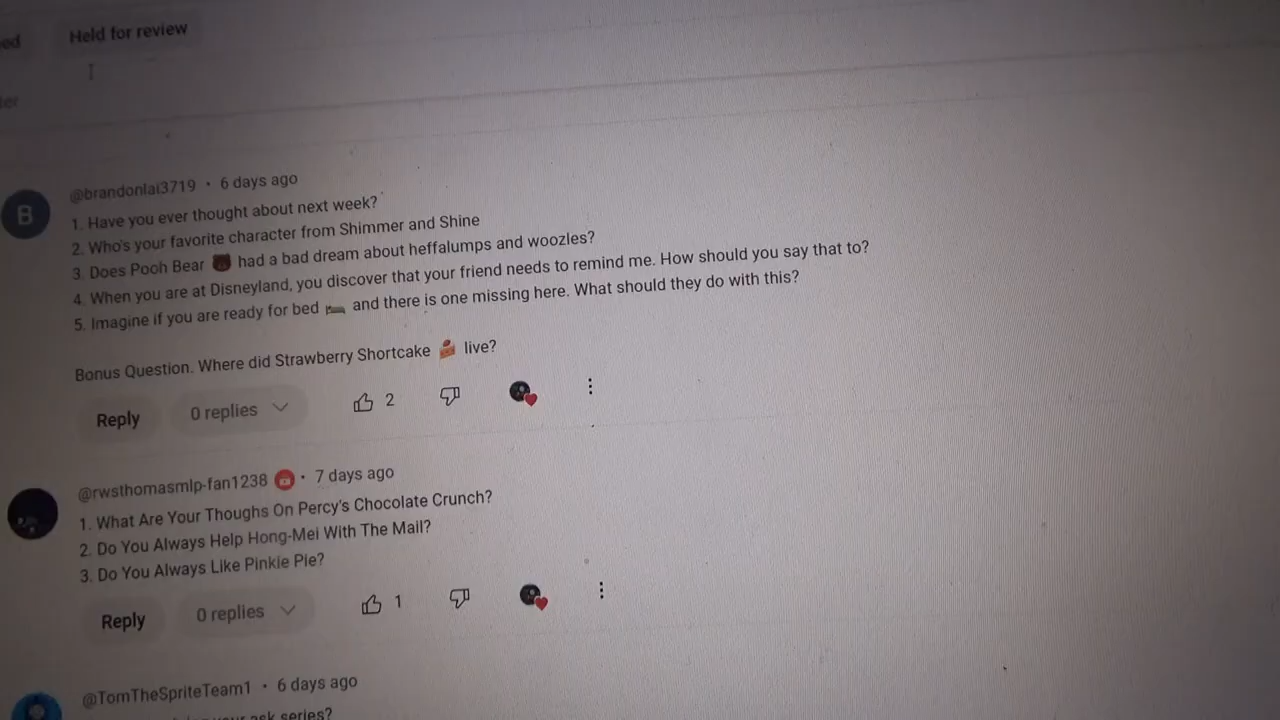 Held for review
@brandonlai3719 • 6 days ago
B
1. Have you ever thought about next week?
2. Who's your favorite character from Shimmer and Shine
3. Does Pooh Bear 🐻 had a bad dream about heffalumps and woozles?
4. When you are at Disneyland, you discover that your friend needs to remind me. How should you say that to?
5. Imagine if you are ready for bed 🛏️ and there is one missing here. What should they do with this?
Bonus Question. Where did Strawberry Shortcake 🍰 live?
Reply 0 replies 2
@rwsthomasmlp-fan1238 • 7 days ago
1. What Are Your Thoughs On Percy's Chocolate Crunch?
2. Do You Always Help Hong-Mei With The Mail?
3. Do You Always Like Pinkie Pie?
Reply 0 replies 1
@TomTheSpriteTeam1 • 6 days ago
your ask series?